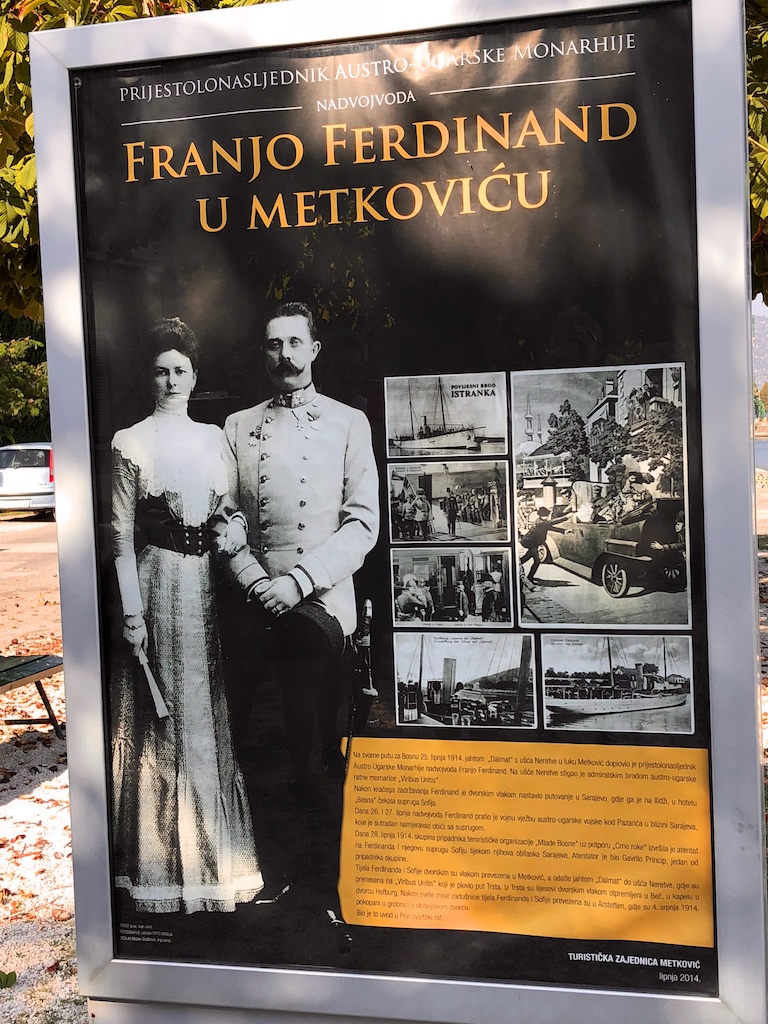 PRIJESTOLONASLJEDNIK AUSTRO-UGARSKE MONARHIJE
NADVOJVODA
FRANJO FERDINAND
U METKOVIĆU
POVIJESNI BROD
ISTRANKA
Na svome putu za Bosnu 25. lipnja 1914. jahtom „Dalmat" s ušća Neretve u luku Metković doplovio je prijestolonasljednik
Austro-Ugarske Monarhije nadvojvoda Franjo Ferdinand. Na ušće Neretve stigao je admiralskim brodom austro-ugarske
ratne mornarice „Viribus Unitis".
Nakon kraćega zadržavanja Ferdinand je dvorskim vlakom nastavio putovanje u Sarajevo, gdje ga je na Ilidži, u hotelu
„Bosna" čekala supruga Sofija.
Dana 26. i 27. lipnja nadvojvoda Ferdinand pratio je vojnu vježbu austro-ugarske vojske kod Pazarića u blizini Sarajeva,
koje je sutradan namjeravao obići sa suprugom.
Dana 28. lipnja 1914. skupina pripadnika terorističke organizacije „Mlade Bosne" uz potporu „Crne ruke" izvršila je atentat
na Ferdinanda i njegovu suprugu Sofiju tijekom njihova obilaska Sarajeva. Atentator je bio Gavrilo Princip, jedan od
pripadnika skupine.
Tijela Ferdinanda i Sofije dvorskim su vlakom prevezena u Metković, a odatle jahtom „Dalmat" do ušća Neretve, gdje su
prenesena na „Viribus Unitis" koji je plovio put Trsta. Iz Trsta su lijesovi dvorskim vlakom otpremljeni u Beč, u kapelu u
dvorcu Hofburg. Nakon svete mise zadušnice tijela Ferdinanda i Sofije prevezena su u Arstetten, gdje su 4. srpnja 1914.
pokopani u grobnici u obiteljskom dvorcu.
Bio je to uvod u Prvi svjetski rat.
TURISTIČKA ZAJEDNICA METKOVIĆ
lipnja 2014.